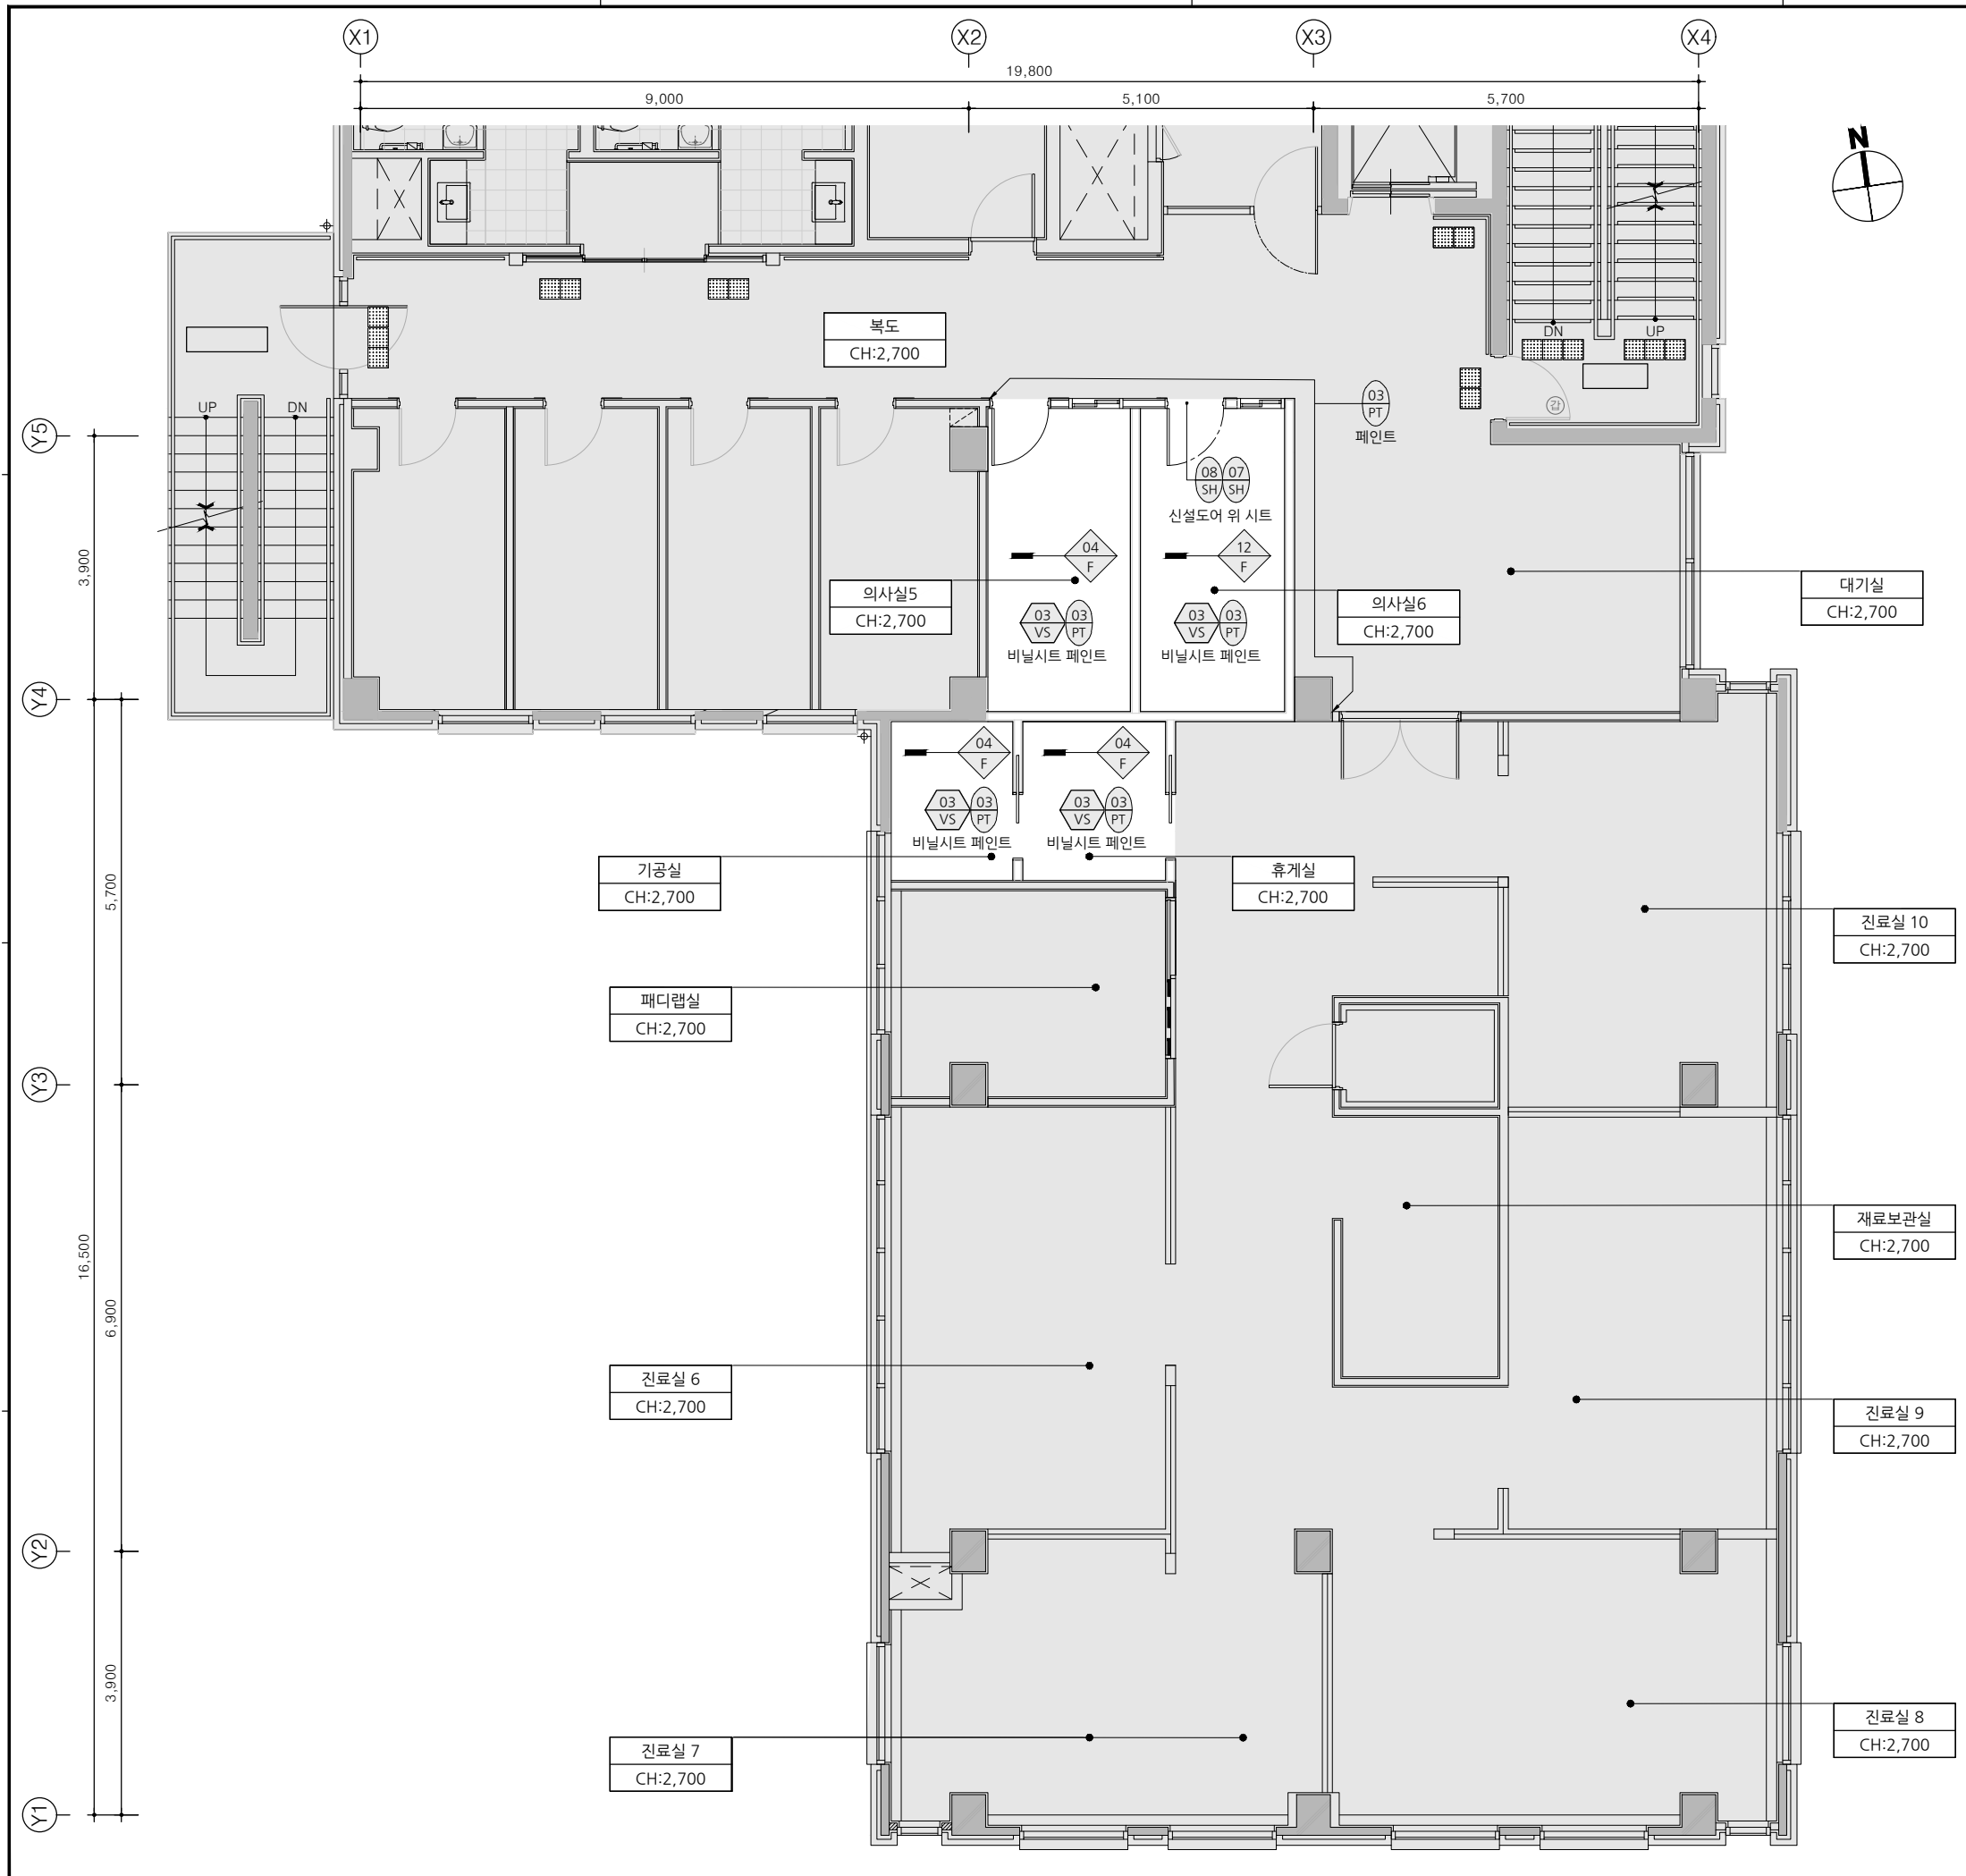 X1
X2
X3
X4
19,800
9,000
5,100
5,700
N
복도
CH:2,700
DN
UP
UP
DN
갑
03
PT
페인트
Y5
08
SH
07
SH
신설도어 위 시트
04
F
12
F
3,900
의사실5
CH:2,700
의사실6
CH:2,700
대기실
CH:2,700
03
VS
03
PT
비닐시트 페인트
03
VS
03
PT
비닐시트 페인트
Y4
04
F
04
F
03
VS
03
PT
비닐시트 페인트
03
VS
03
PT
비닐시트 페인트
기공실
CH:2,700
휴게실
CH:2,700
5,700
진료실 10
CH:2,700
패디랩실
CH:2,700
Y3
재료보관실
CH:2,700
16,500
6,900
진료실 6
CH:2,700
진료실 9
CH:2,700
Y2
3,900
진료실 7
CH:2,700
진료실 8
CH:2,700
Y1